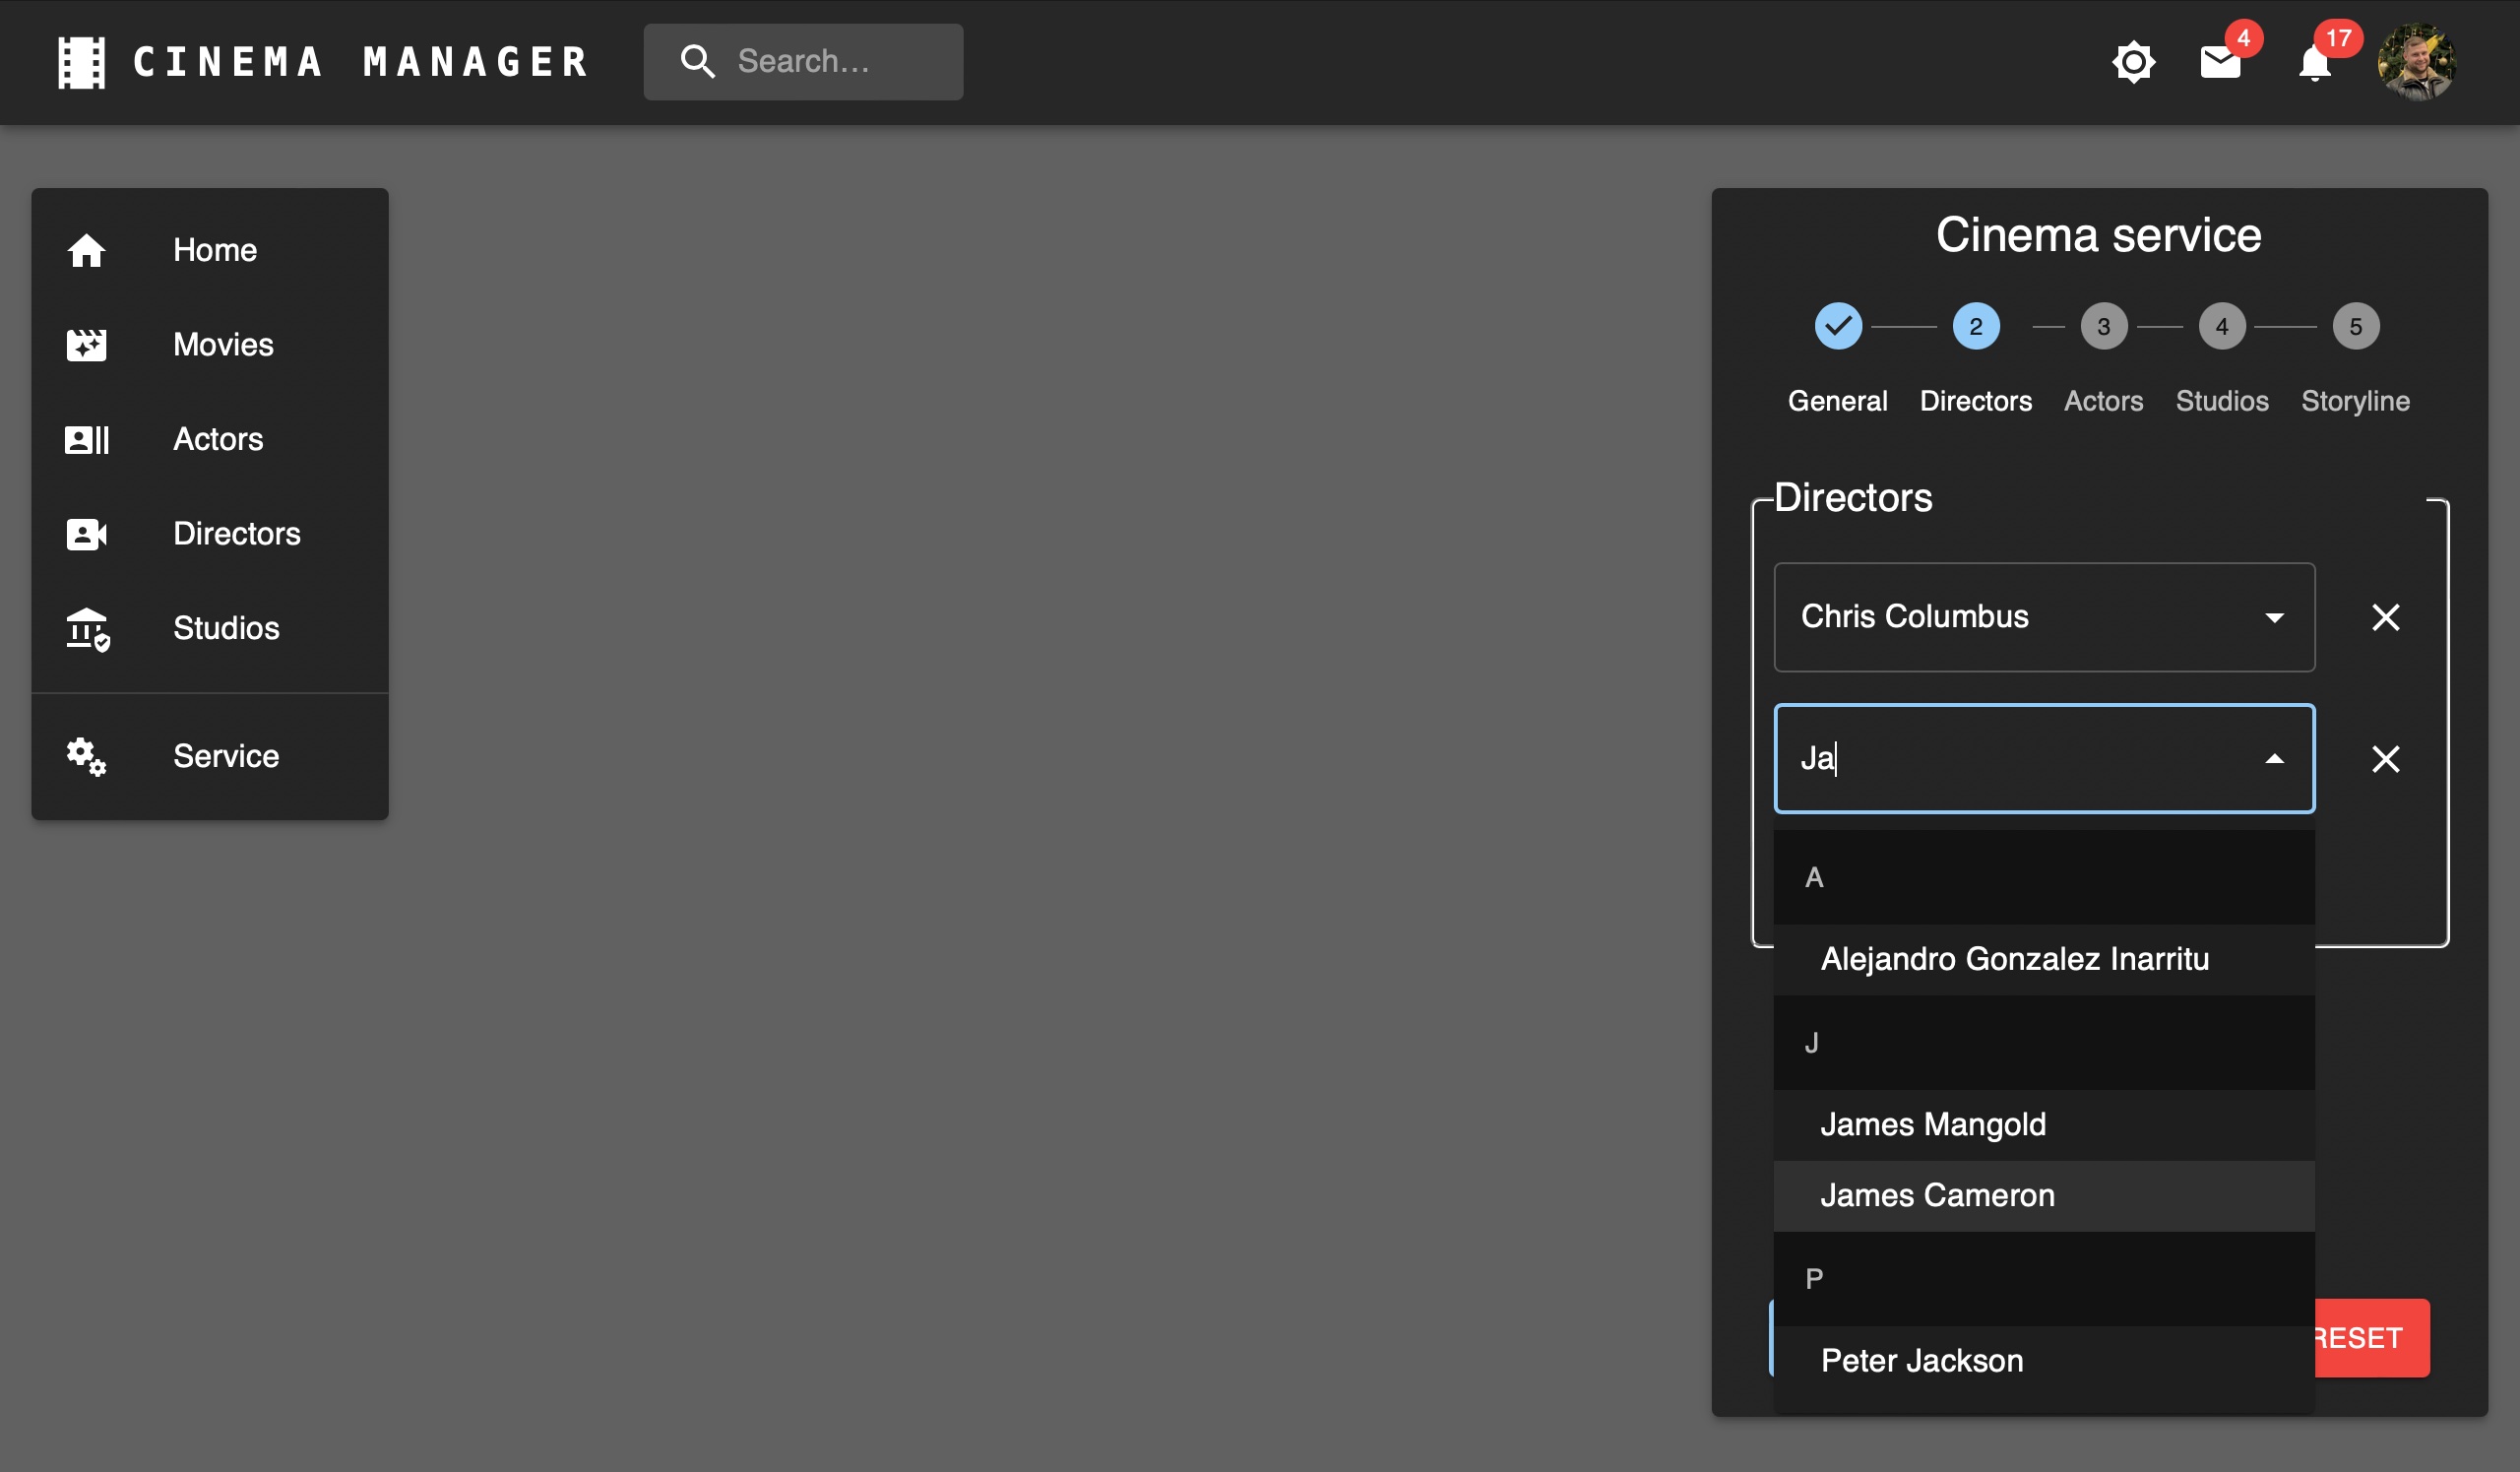 CINEMA MANAGER
Search...
4
17
Home
Movies
Actors
Directors
Studios
Service
Cinema service
2
3
4
5
General
Directors
Actors
Studios
Storyline
Directors
Chris Columbus
Ja
A
Alejandro Gonzalez Inarritu
J
James Mangold
James Cameron
P
Peter Jackson
RESET